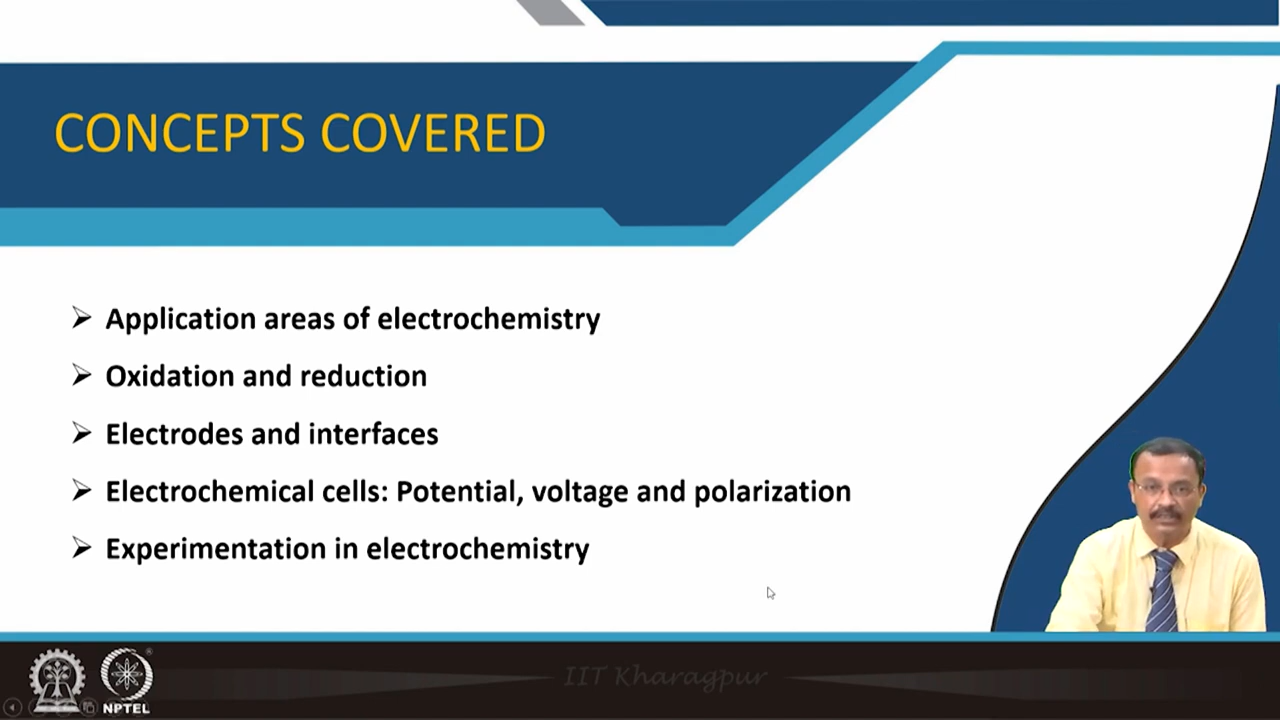 CONCEPTS COVERED
➢ Application areas of electrochemistry
➢ Oxidation and reduction
➢ Electrodes and interfaces
➢ Electrochemical cells: Potential, voltage and polarization
➢ Experimentation in electrochemistry
IIT Kharagpur
NPTEL